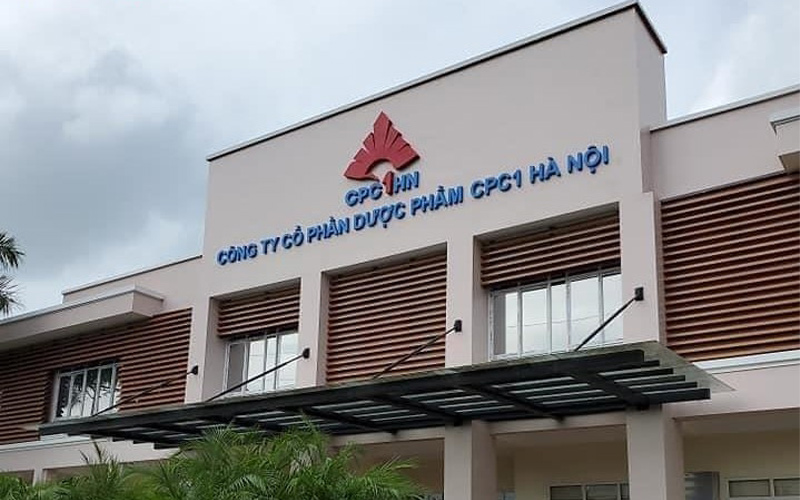 CPC1HN
CÔNG TY CỔ PHẦN DƯỢC PHẨM CPC1 HÀ NỘI